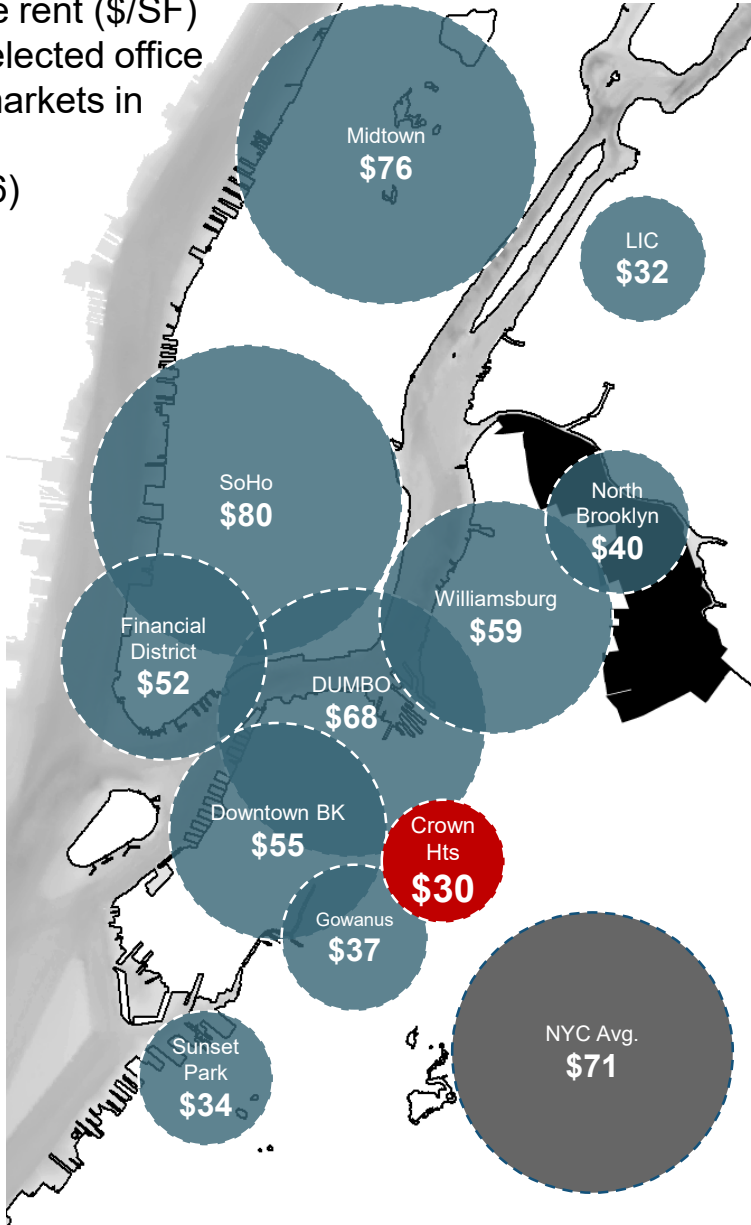 e rent ($/SF)
elected office
arkets in
6)
Midtown
$76
LIC
$32
SoHo
$80
North
Brooklyn
$40
Williamsburg
$59
Financial
District
$52
DUMBO
$68
Downtown BK
$55
Crown
Hts
$30
Gowanus
$37
NYC Avg.
$71
Sunset
Park
$34